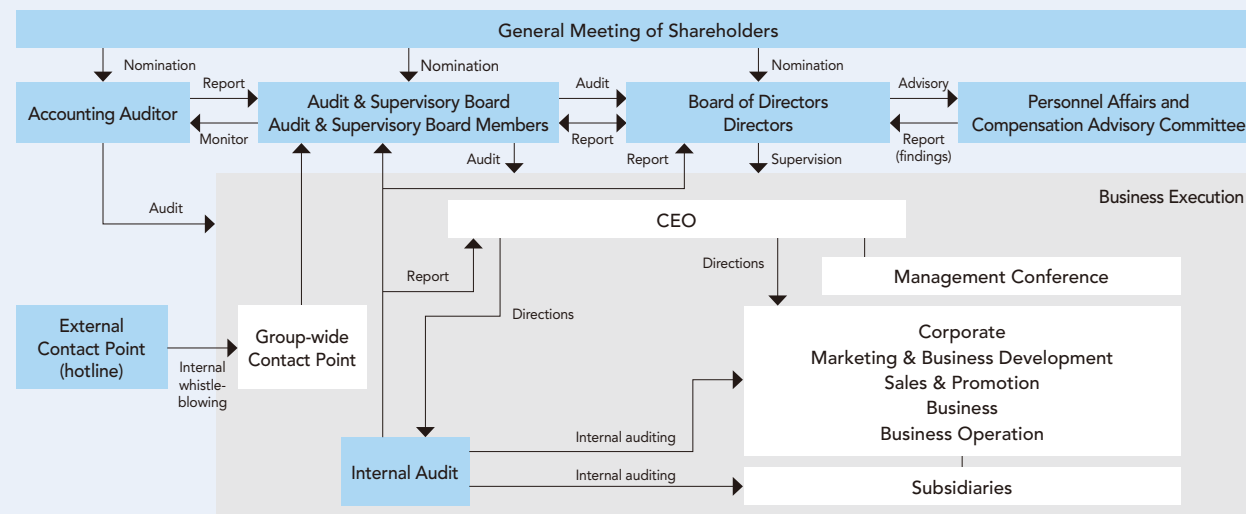 General Meeting of Shareholders
Nomination
Nomination
Nomination
Accounting Auditor
Report
Monitor
Audit & Supervisory Board
Audit & Supervisory Board Members
Audit
Report
Board of Directors
Directors
Advisory
Report
(findings)
Personnel Affairs and
Compensation Advisory Committee
Audit
Report
Supervision
Audit
Business Execution
CEO
Report
Directions
Directions
Management Conference
External
Contact Point
(hotline)
Internal
whistle-
blowing
Group-wide
Contact Point
Corporate
Marketing & Business Development
Sales & Promotion
Business
Business Operation
Internal Audit
Internal auditing
Internal auditing
Subsidiaries